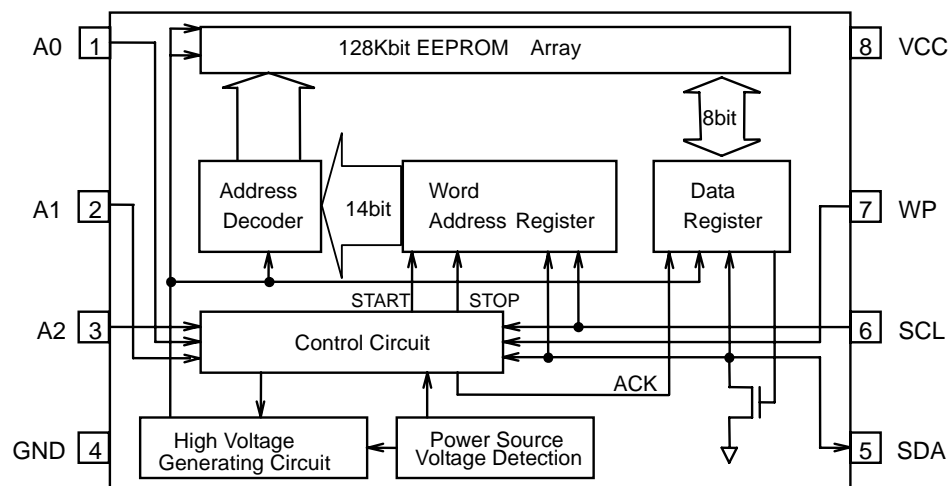 A0 1
128Kbit EEPROM Array
8 VCC
8bit
A1 2
Address
Decoder
14bit
Word
Address Register
Data
Register
7 WP
START STOP
A2 3
Control Circuit
6 SCL
ACK
GND 4
High Voltage
Generating Circuit
Power Source
Voltage Detection
5 SDA